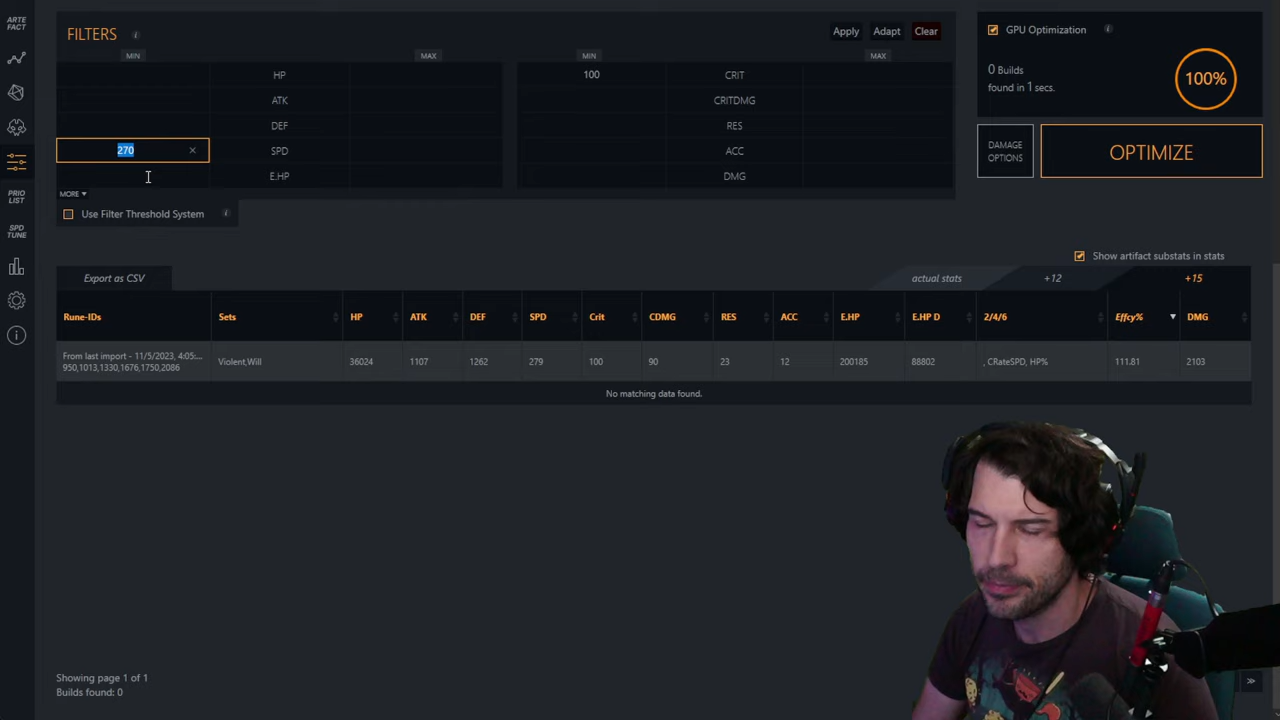 ARTE
FACT
PRIO
LIST
SPD
TUNE
FILTERS
Apply Adapt Clear
MIN MAX MIN MAX
HP 100 CRIT
ATK CRITDMG
DEF RES
270 SPD ACC
E.HP DMG
MORE
Use Filter Threshold System
GPU Optimization
0 Builds
found in 1 secs.
100%
DAMAGE
OPTIONS
OPTIMIZE
Show artifact substats in stats
Export as CSV actual stats +12 +15
Rune-IDs Sets HP ATK DEF SPD Crit CDMG RES ACC E.HP E.HP D 2/4/6 Effcy% DMG
From last import - 11/5/2023, 4:05:...
950,1013,1330,1676,1750,2086
Violent,Will 36024 1107 1262 279 100 90 23 12 200185 88802 , CRateSPD, HP% 111.81 2103
No matching data found.
Showing page 1 of 1
Builds found: 0